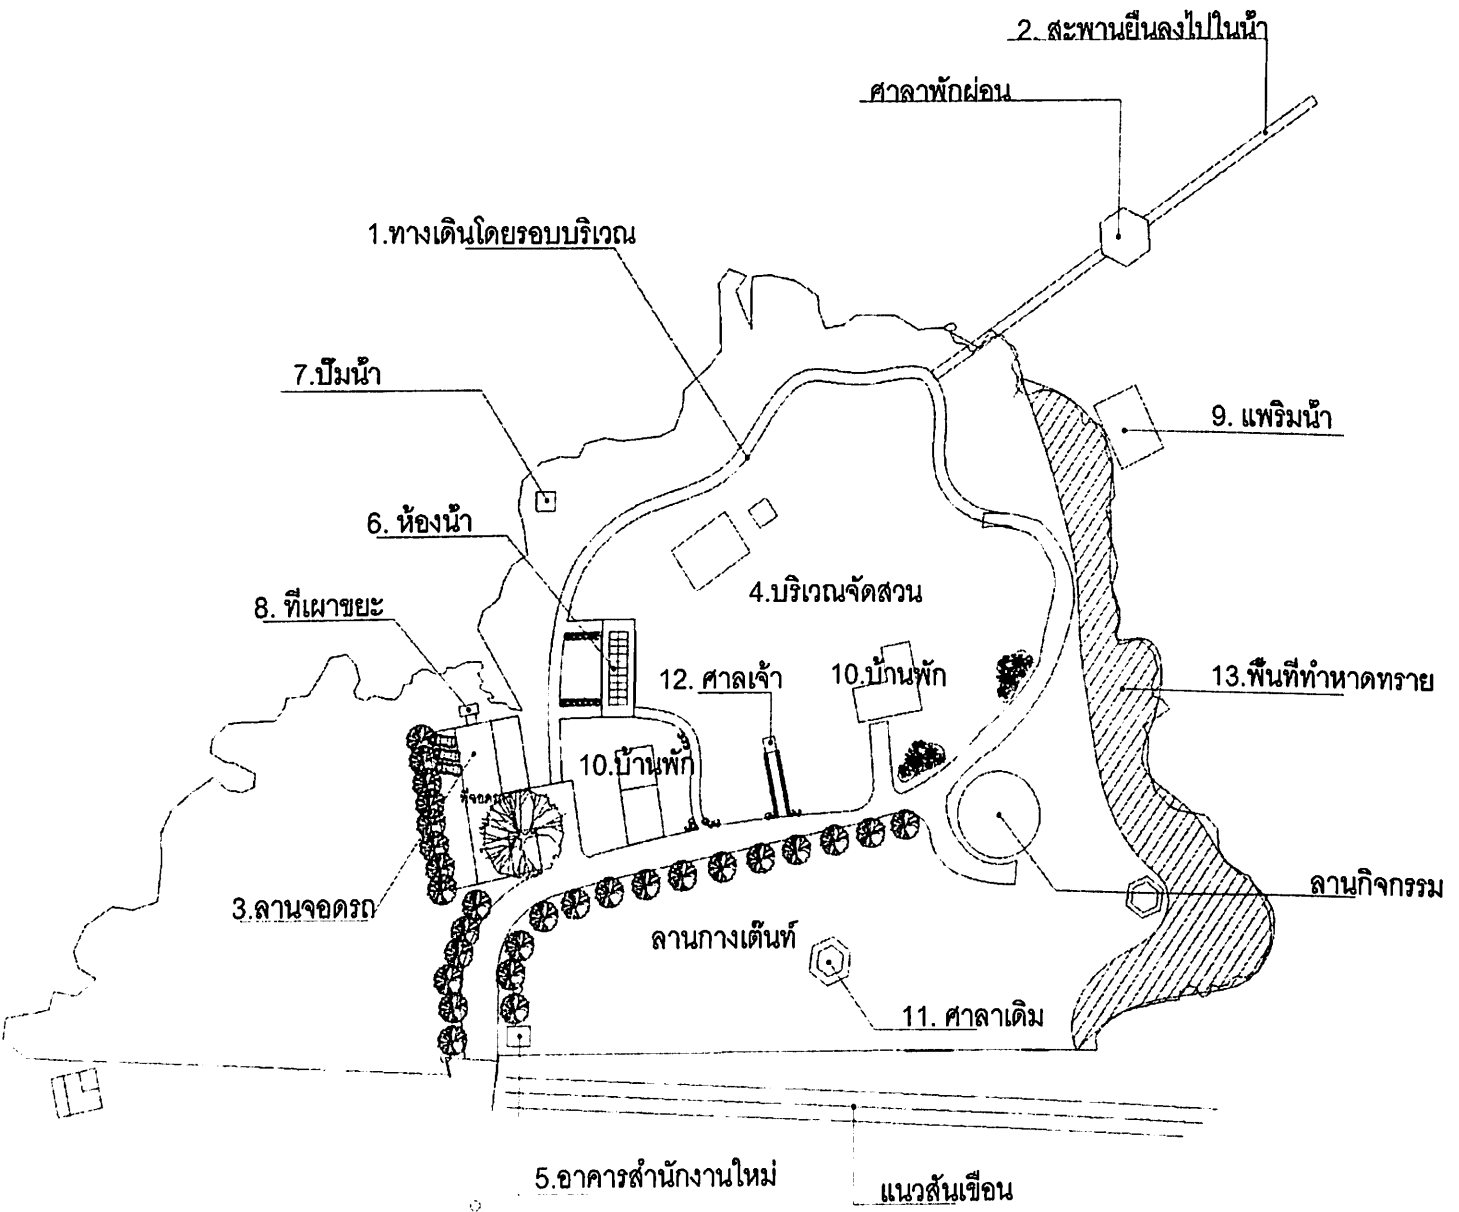 2. สะพานยื่นลงไปในน้ำ
ศาลาพักผ่อน
1.ทางเดินโดยรอบบริเวณ
7.ปั๊มน้ำ
9. แพริมน้ำ
6. ห้องน้ำ
4.บริเวณจัดสวน
8. ที่เผาขยะ
12. ศาลเจ้า
10.บ้านพัก
13.พื้นที่ทำหาดทราย
10.บ้านพัก
ที่จอดรถ
3.ลานจอดรถ
ลานกิจกรรม
ลานกางเต๊นท์
11. ศาลาเดิม
5.อาคารสำนักงานใหม่
แนวสันเขื่อน